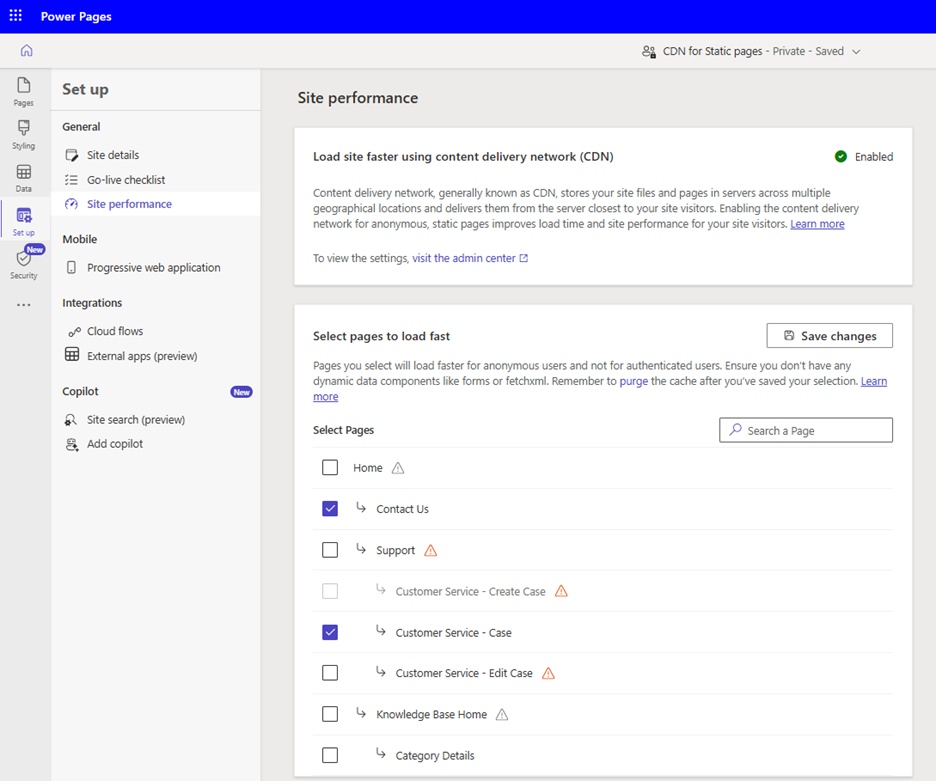 Power Pages
CDN for Static pages - Private - Saved
Pages
Styling
Data
Set up
New
Security
Set up
General
Site details
Go-live checklist
Site performance
Mobile
Progressive web application
Integrations
Cloud flows
External apps (preview)
Copilot New
Site search (preview)
Add copilot
Site performance
Load site faster using content delivery network (CDN) Enabled
Content delivery network, generally known as CDN, stores your site files and pages in servers across multiple
geographical locations and delivers them from the server closest to your site visitors. Enabling the content delivery
network for anonymous, static pages improves load time and site performance for your site visitors. Learn more
To view the settings, visit the admin center
Select pages to load fast Save changes
Pages you select will load faster for anonymous users and not for authenticated users. Ensure you don't have any
dynamic data components like forms or fetchxml. Remember to purge the cache after you've saved your selection. Learn
more
Select Pages Search a Page
Home
Contact Us
Support
Customer Service - Create Case
Customer Service - Case
Customer Service - Edit Case
Knowledge Base Home
Category Details